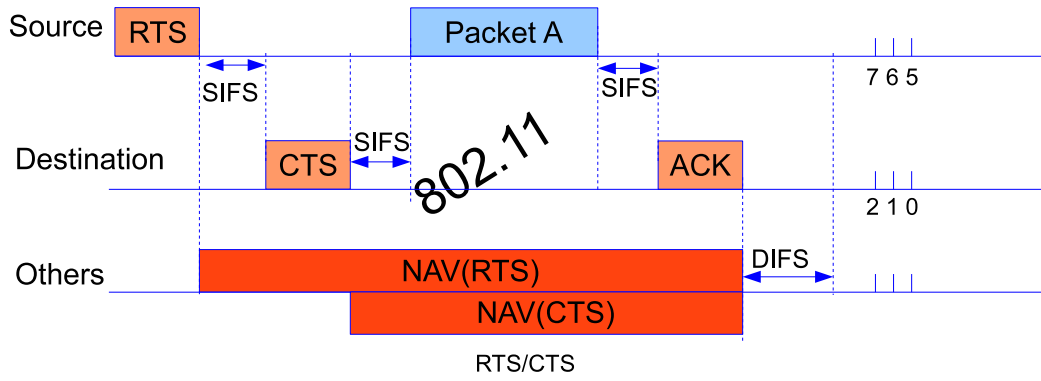 Source RTS Packet A
SIFS SIFS 7 6 5
Destination CTS SIFS 802.11 ACK
2 1 0
Others NAV(RTS) DIFS
NAV(CTS)
RTS/CTS